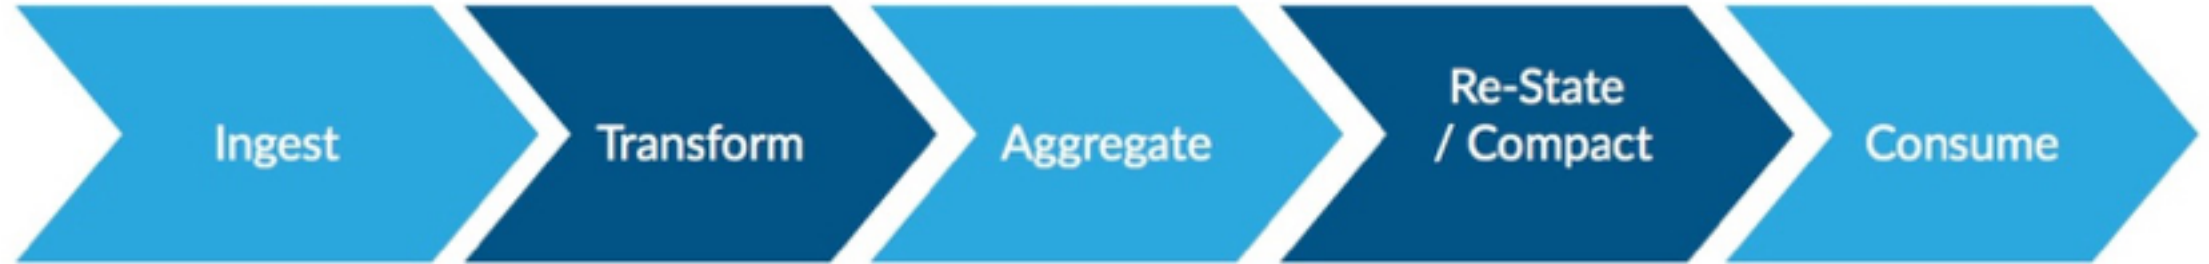 Ingest
Transform
Aggregate
Re-State
/ Compact
Consume